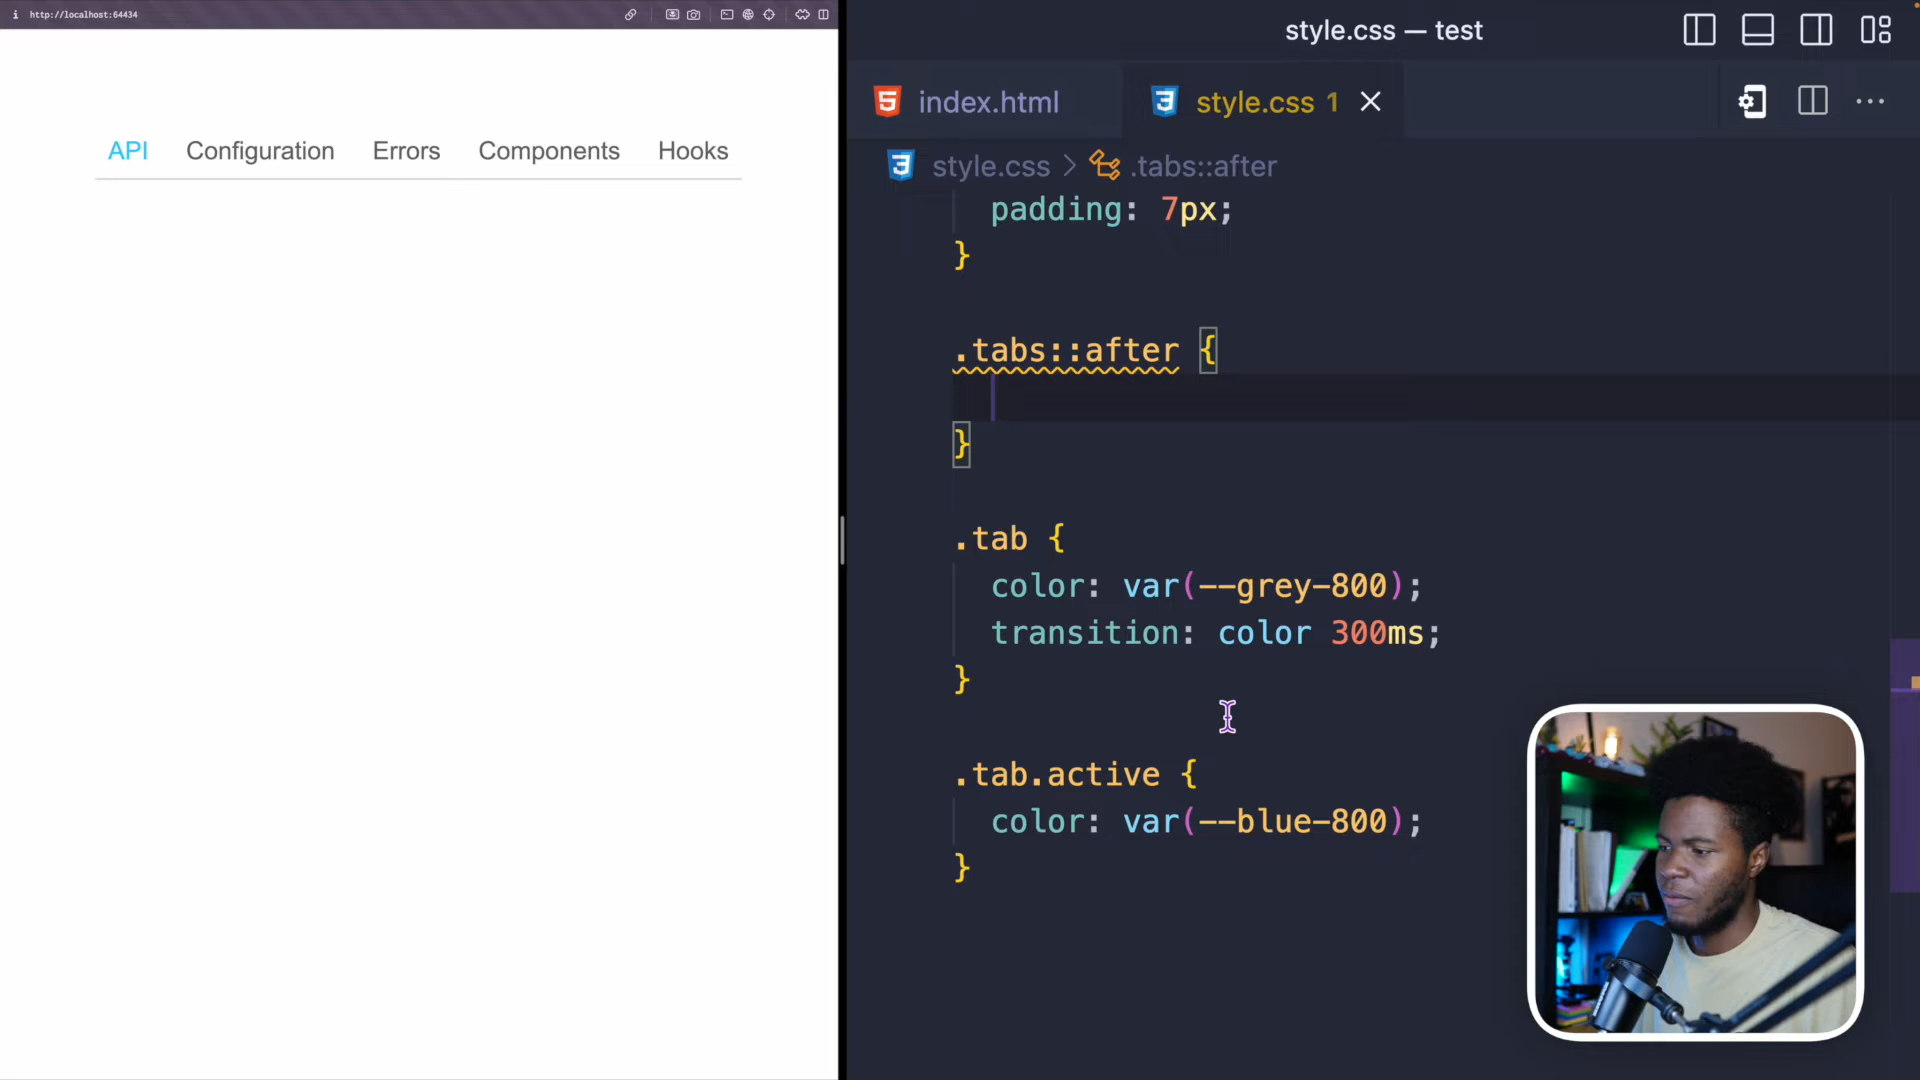 http://localhost:64434
API Configuration Errors Components Hooks
style.css — test
index.html style.css 1
style.css > .tabs::after
padding: 7px;
}
.tabs::after {
}
.tab {
color: var(--grey-800);
transition: color 300ms;
}
.tab.active {
color: var(--blue-800);
}